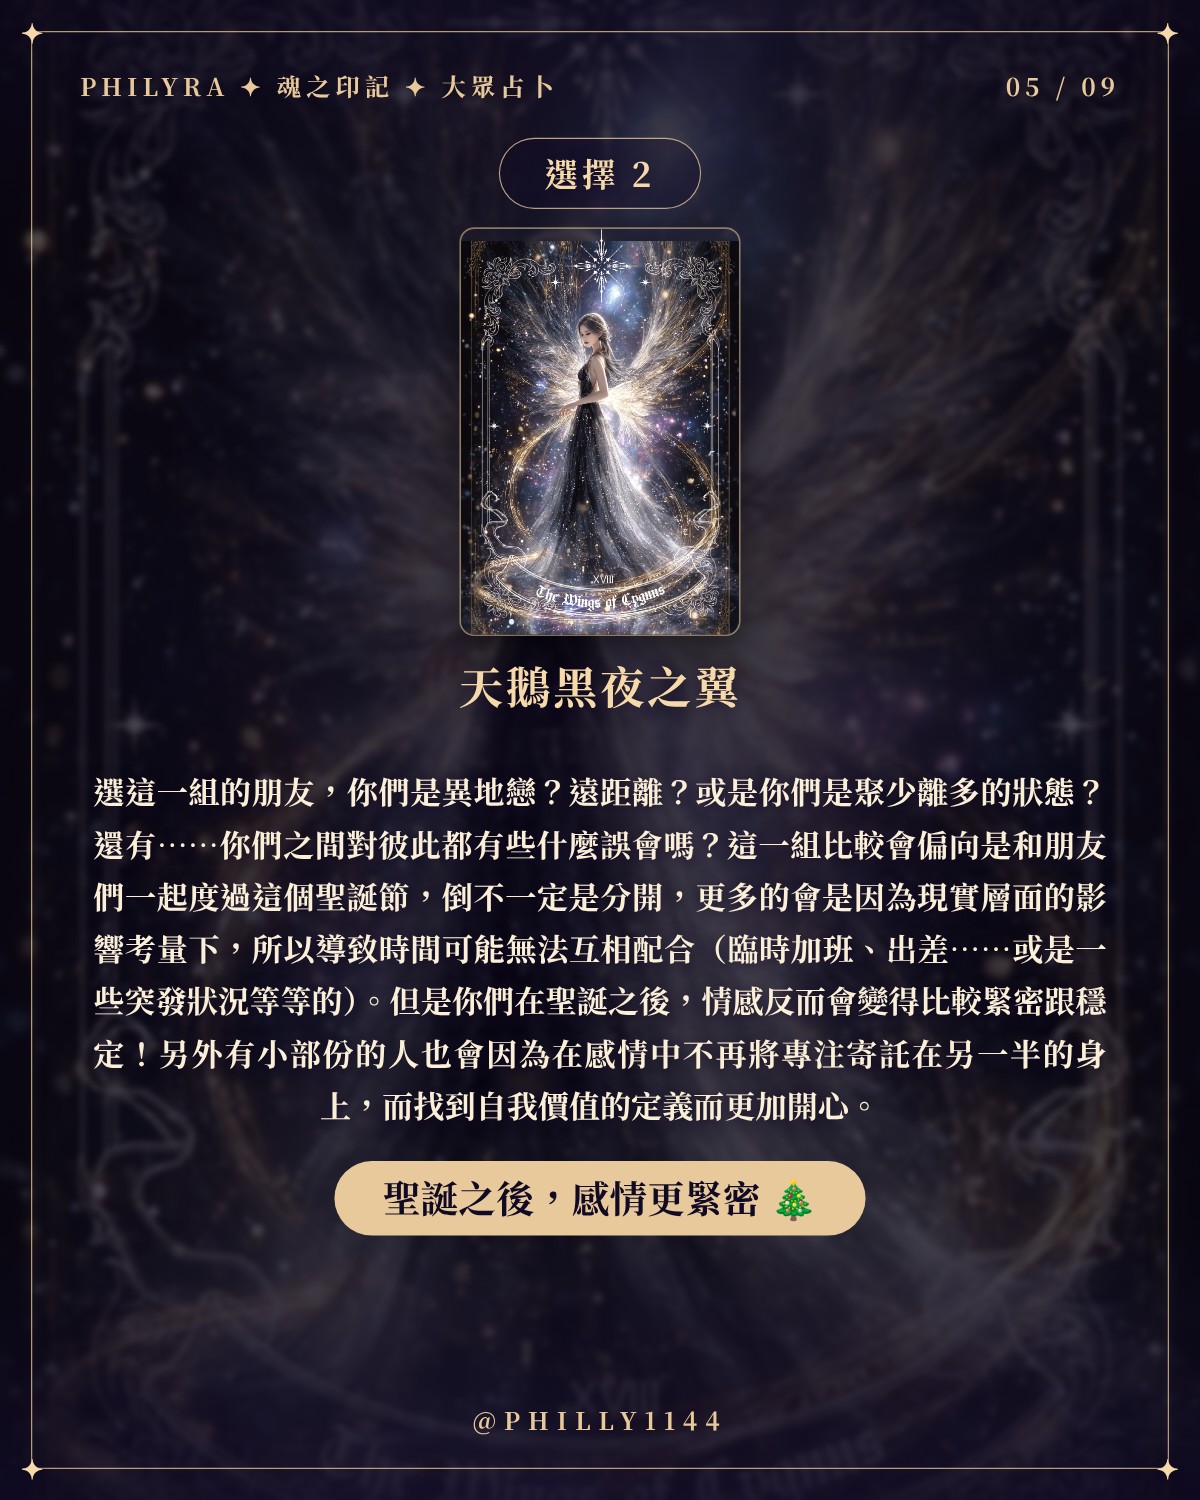 PHILYRA ✦ 魂之印記 ✦ 大眾占卜
05 / 09
選擇 2
XVIII
The Wings of Cygnus
天鵝黑夜之翼
選這一組的朋友，你們是異地戀？遠距離？或是你們是聚少離多的狀態？
還有⋯⋯你們之間對彼此都有些什麼誤會嗎？這一組比較會偏向是和朋友
們一起度過這個聖誕節，倒不一定是分開，更多的會是因為現實層面的影
響考量下，所以導致時間可能無法互相配合（臨時加班、出差⋯⋯或是一
些突發狀況等等的）。但是你們在聖誕之後，情感反而會變得比較緊密跟穩
定！另外有小部份的人也會因為在感情中不再將專注寄託在另一半的身
上，而找到自我價值的定義而更加開心。
聖誕之後，感情更緊密 🎄
@PHILLY1144